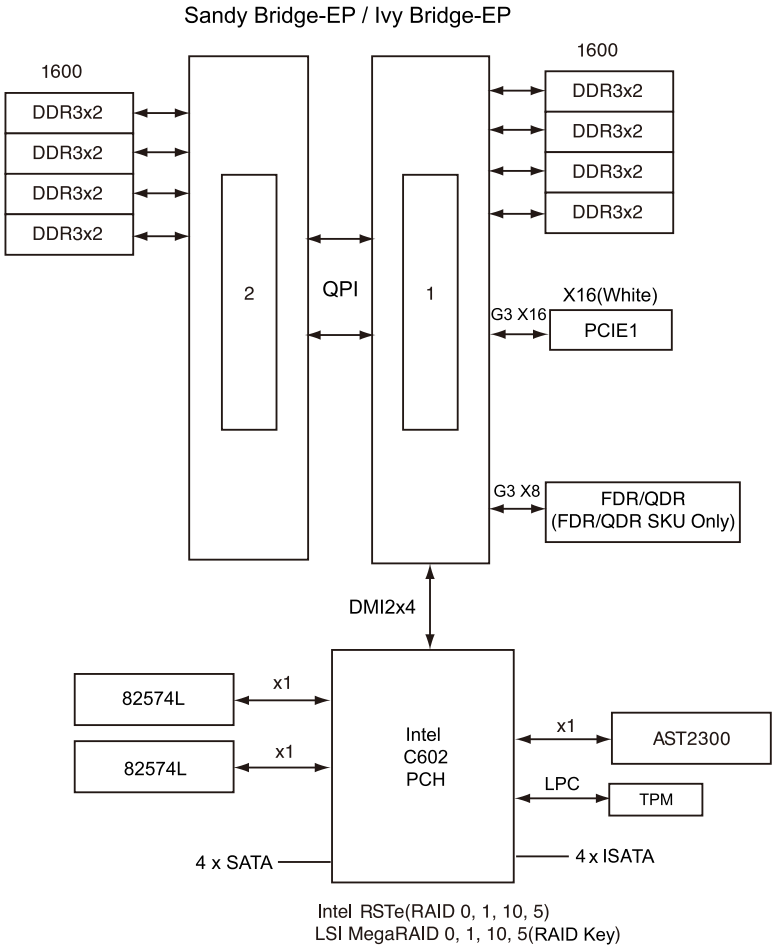 Sandy Bridge-EP / Ivy Bridge-EP
1600
DDR3x2
DDR3x2
DDR3x2
DDR3x2
2
QPI
1
1600
DDR3x2
DDR3x2
DDR3x2
DDR3x2
X16(White)
G3 X16
PCIE1
G3 X8
FDR/QDR
(FDR/QDR SKU Only)
DMI2x4
82574L
x1
82574L
x1
Intel
C602
PCH
x1
AST2300
LPC
TPM
4 x SATA
4 x ISATA
Intel RSTe(RAID 0, 1, 10, 5)
LSI MegaRAID 0, 1, 10, 5(RAID Key)